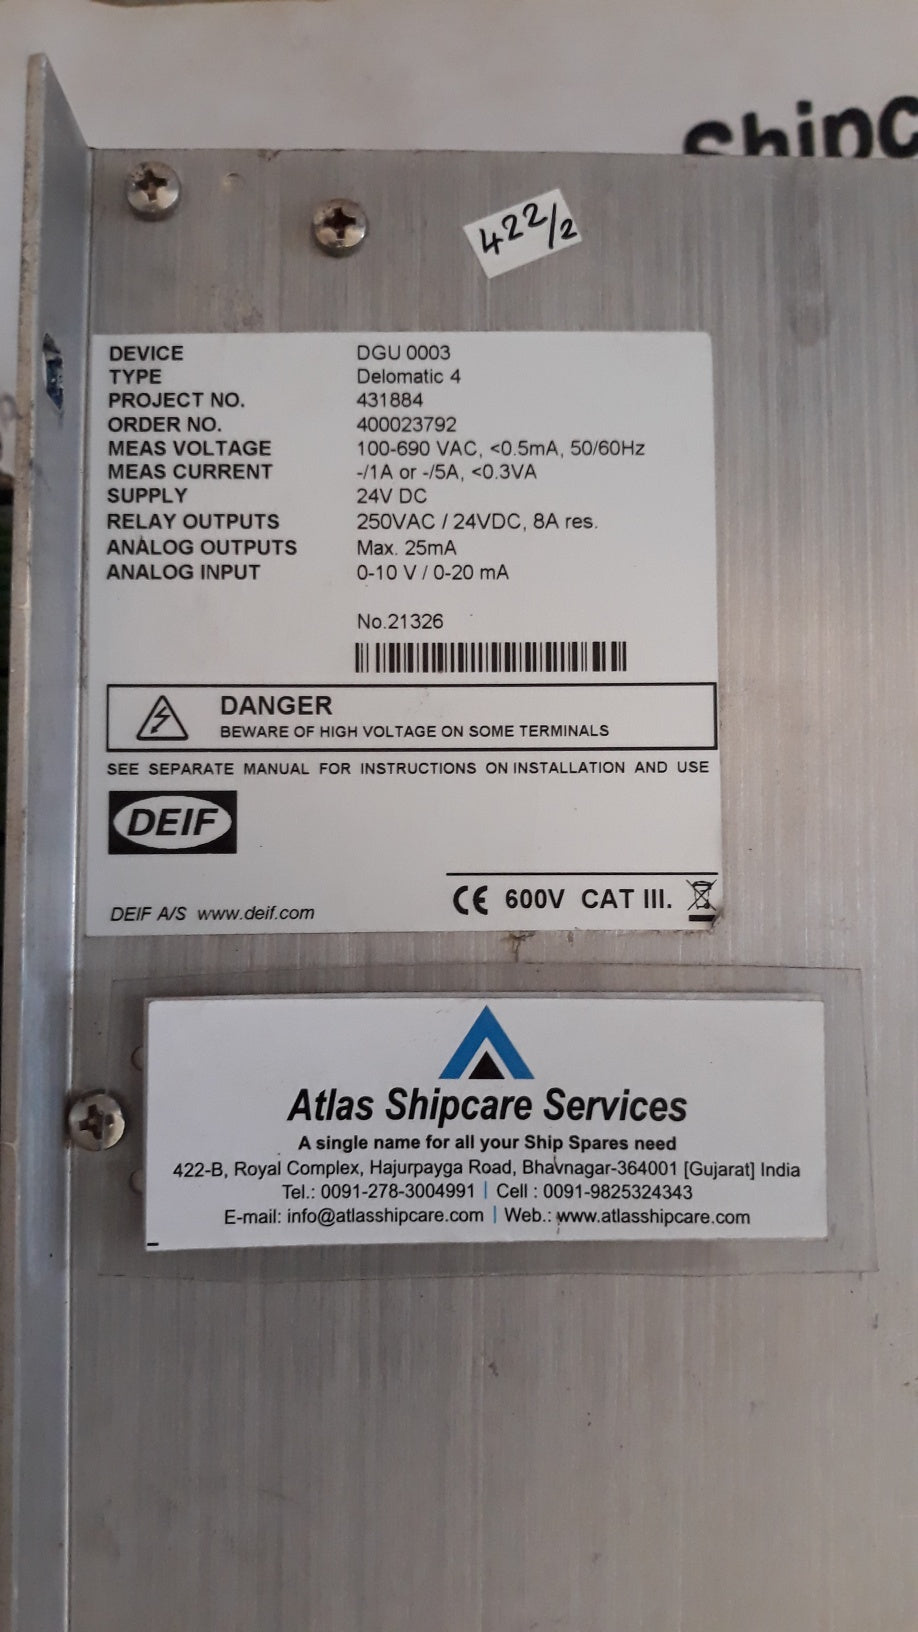 Shipc
422/2
DEVICE DGU 0003
TYPE Delomatic 4
PROJECT NO. 431884
ORDER NO. 400023792
MEAS VOLTAGE 100-690 VAC, <0.5mA, 50/60Hz
MEAS CURRENT -/1A or -/5A, <0.3VA
SUPPLY 24V DC
RELAY OUTPUTS 250VAC / 24VDC, 8A res.
ANALOG OUTPUTS Max. 25mA
ANALOG INPUT 0-10 V / 0-20 mA
No.21326
DANGER
BEWARE OF HIGH VOLTAGE ON SOME TERMINALS
SEE SEPARATE MANUAL FOR INSTRUCTIONS ON INSTALLATION AND USE
DEIF
CE 600V CAT III.
DEIF A/S www.deif.com
Atlas Shipcare Services
A single name for all your Ship Spares need
422-B, Royal Complex, Hajurpayga Road, Bhavnagar-364001 [Gujarat] India
Tel.: 0091-278-3004991 | Cell : 0091-9825324343
E-mail: info@atlasshipcare.com | Web.: www.atlasshipcare.com